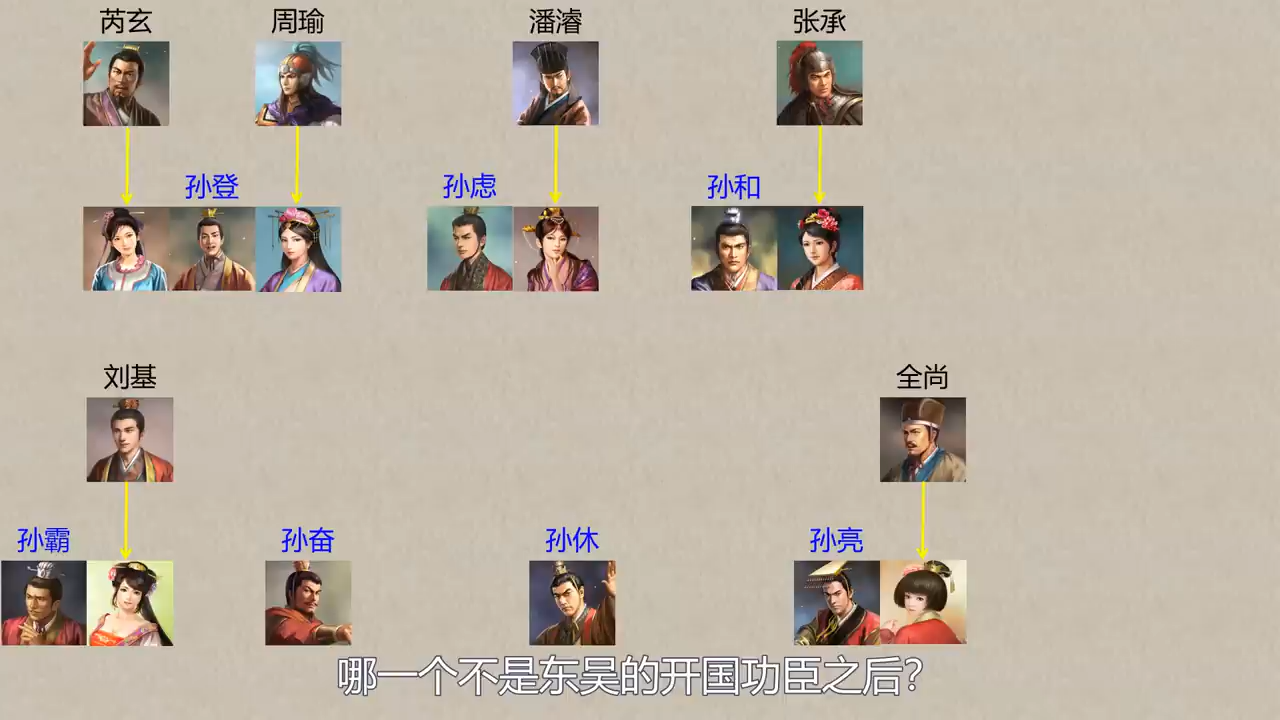 芮玄 周瑜 潘濬 张承
孙登 孙虑 孙和
刘基 全尚
孙霸 孙奋 孙休 孙亮
哪一个不是东吴的开国功臣之后？